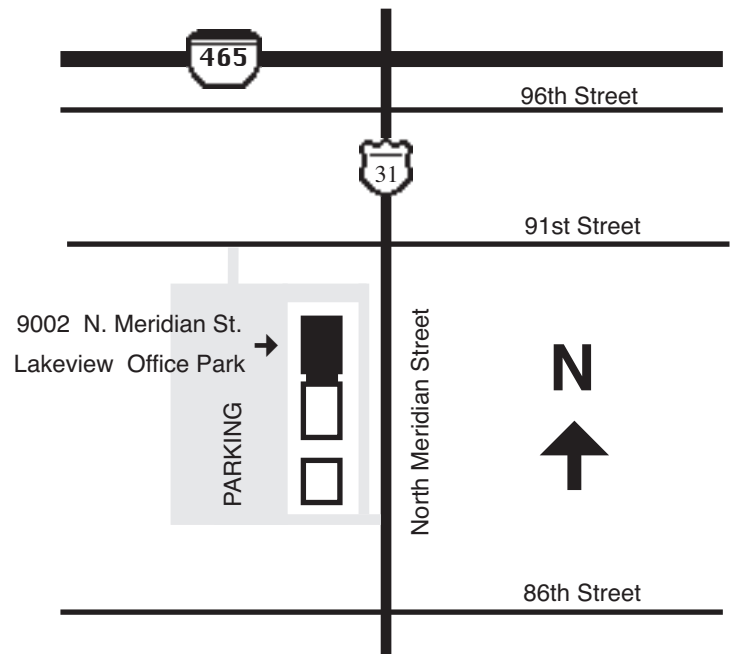 465
96th Street
31
91st Street
9002 N. Meridian St.
Lakeview Office Park
PARKING
North Meridian Street
N
86th Street